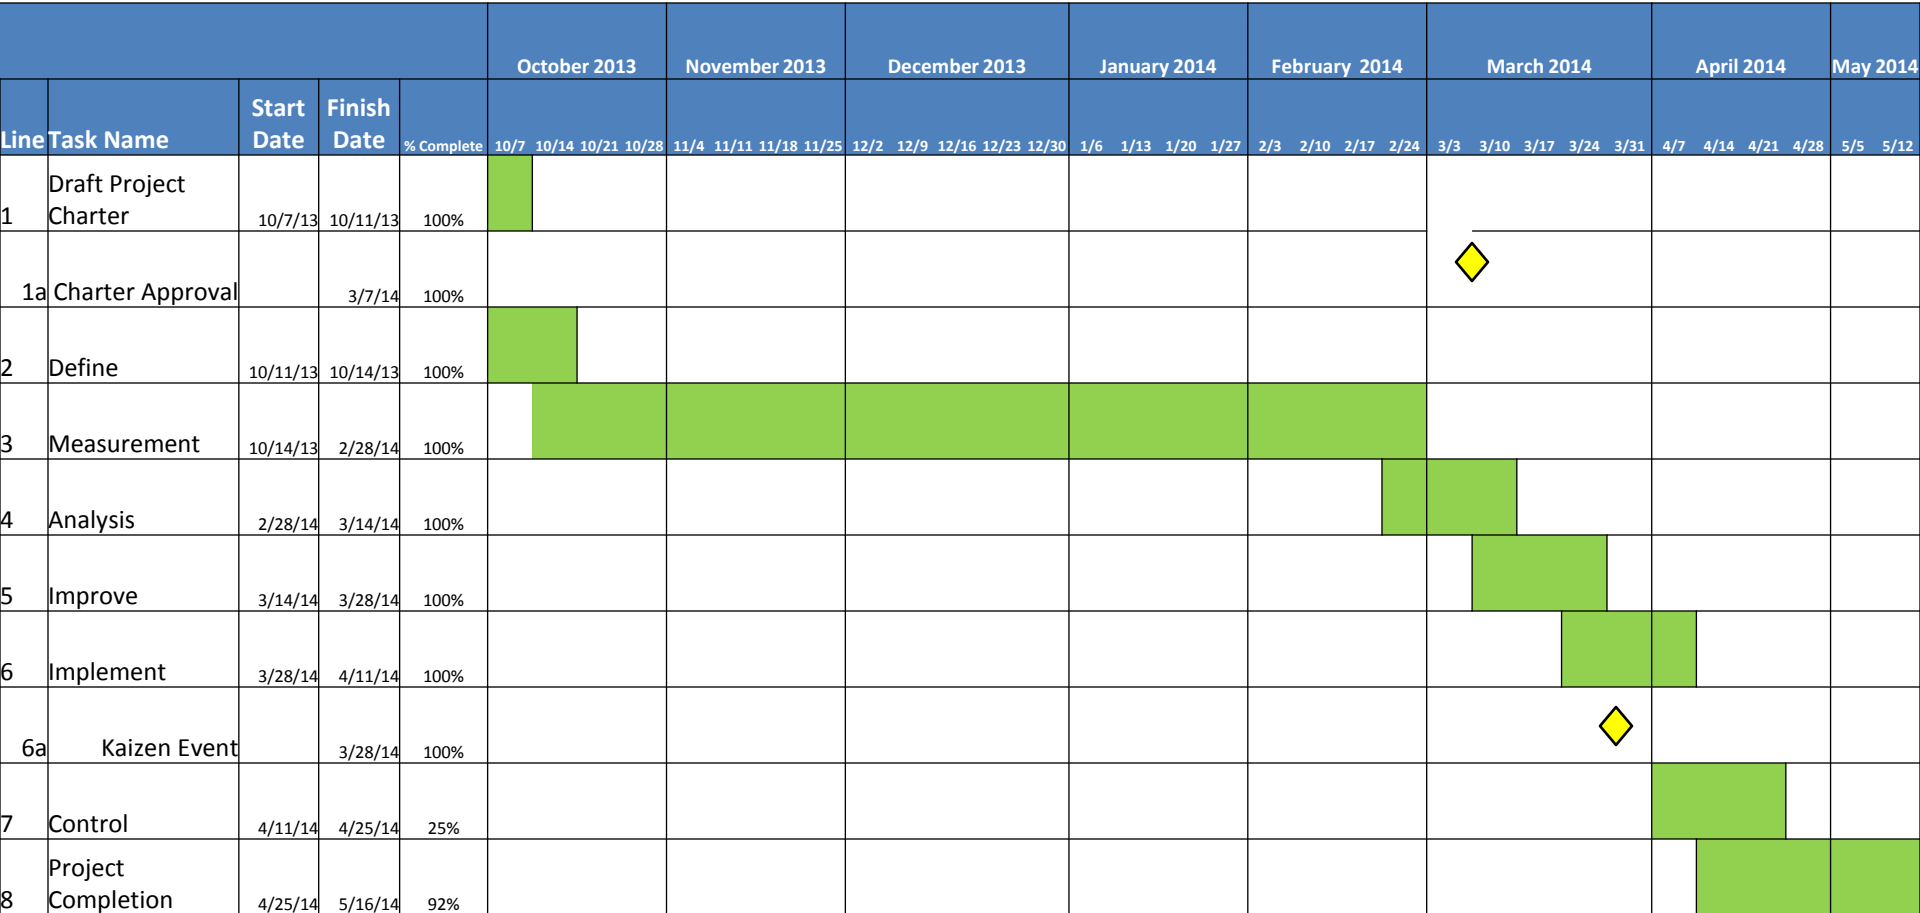 October 2013 November 2013 December 2013 January 2014 February 2014 March 2014 April 2014 May 2014
Line Task Name Start Date Finish Date % Complete 10/7 10/14 10/21 10/28 11/4 11/11 11/18 11/25 12/2 12/9 12/16 12/23 12/30 1/6 1/13 1/20 1/27 2/3 2/10 2/17 2/24 3/3 3/10 3/17 3/24 3/31 4/7 4/14 4/21 4/28 5/5 5/12
1 Draft Project Charter 10/7/13 10/11/13 100%
1a Charter Approval 3/7/14 100%
2 Define 10/11/13 10/14/13 100%
3 Measurement 10/14/13 2/28/14 100%
4 Analysis 2/28/14 3/14/14 100%
5 Improve 3/14/14 3/28/14 100%
6 Implement 3/28/14 4/11/14 100%
6a Kaizen Event 3/28/14 100%
7 Control 4/11/14 4/25/14 25%
8 Project Completion 4/25/14 5/16/14 92%